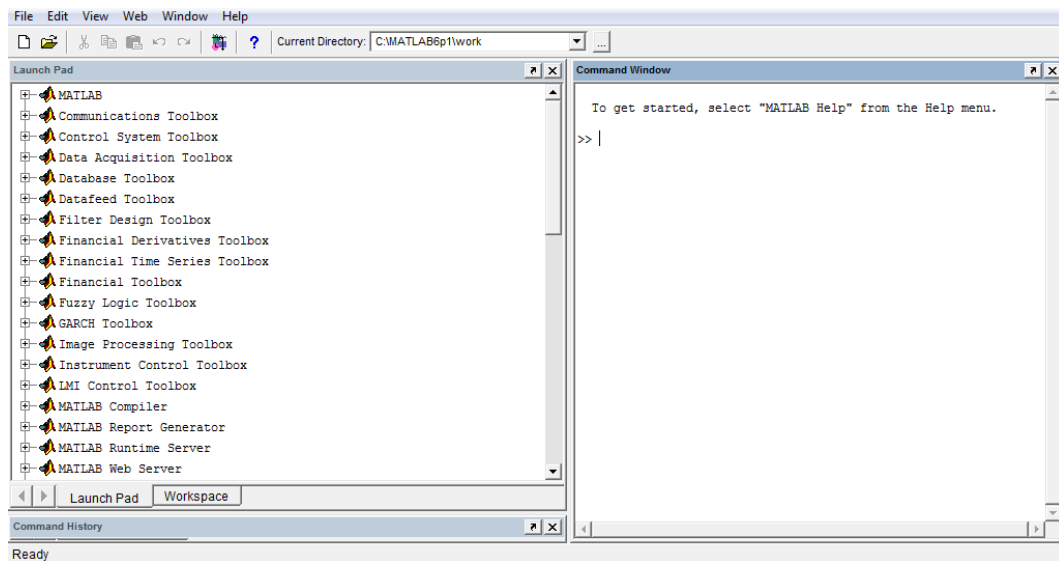 File Edit View Web Window Help
? Current Directory: C:\MATLAB6p1\work ...
Launch Pad
MATLAB
Communications Toolbox
Control System Toolbox
Data Acquisition Toolbox
Database Toolbox
Datafeed Toolbox
Filter Design Toolbox
Financial Derivatives Toolbox
Financial Time Series Toolbox
Financial Toolbox
Fuzzy Logic Toolbox
GARCH Toolbox
Image Processing Toolbox
Instrument Control Toolbox
LMI Control Toolbox
MATLAB Compiler
MATLAB Report Generator
MATLAB Runtime Server
MATLAB Web Server
Launch Pad Workspace
Command History
Command Window
To get started, select "MATLAB Help" from the Help menu.
>>
Ready